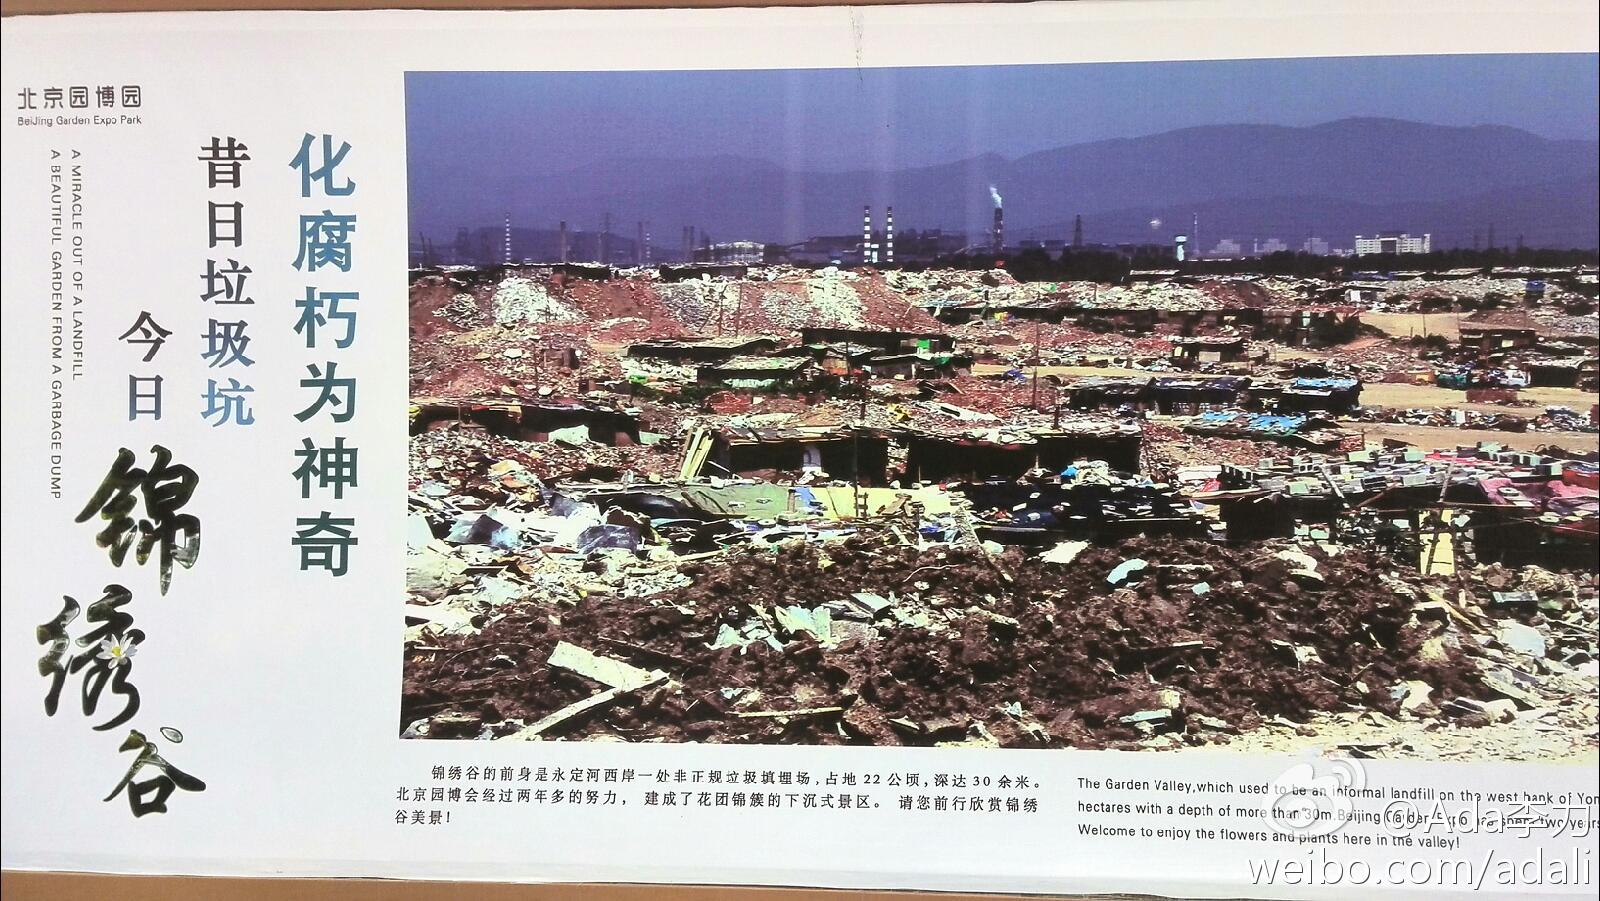 北京园博园
BeiJing Garden Expo Park
化腐朽为神奇
昔日垃圾坑
今日
锦绣谷
A MIRACLE OUT OF A LANDFILL
A BEAUTIFUL GARDEN FROM A GARBAGE DUMP
锦绣谷的前身是永定河西岸一处非正规垃圾填埋场,占地 22 公顷,深达 30 余米。
北京园博会经过两年多的努力， 建成了花团锦簇的下沉式景区。 请您前行欣赏锦绣
谷美景!
The Garden Valley,which used to be an informal landfill on the west bank of Yon
hectares with a depth of more than 30m.Beijing Garden Expo has spent two years
Welcome to enjoy the flowers and plants here in the valley!
@Ada李力
weibo.com/adali